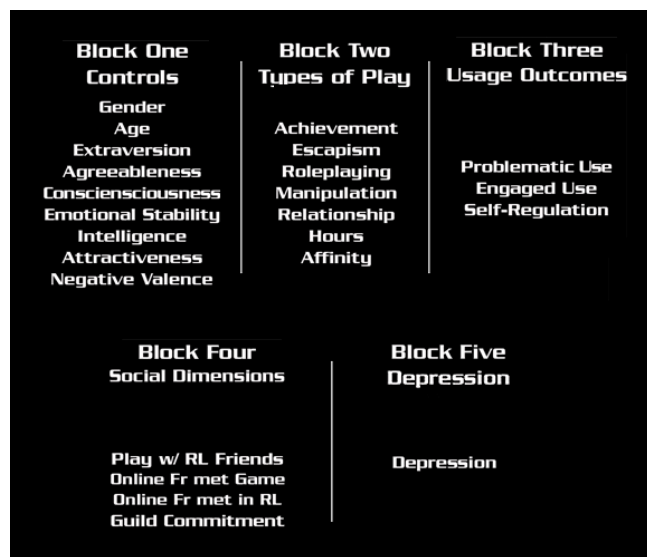 Block One
Controls
Gender
Age
Extraversion
Agreeableness
Consciensciousness
Emotional Stability
Intelligence
Attractiveness
Negative Valence
Block Two
Types of Play
Achievement
Escapism
Roleplaying
Manipulation
Relationship
Hours
Affinity
Block Three
Usage Outcomes
Problematic Use
Engaged Use
Self-Regulation
Block Four
Social Dimensions
Play w/ RL Friends
Online Fr met Game
Online Fr met in RL
Guild Commitment
Block Five
Depression
Depression